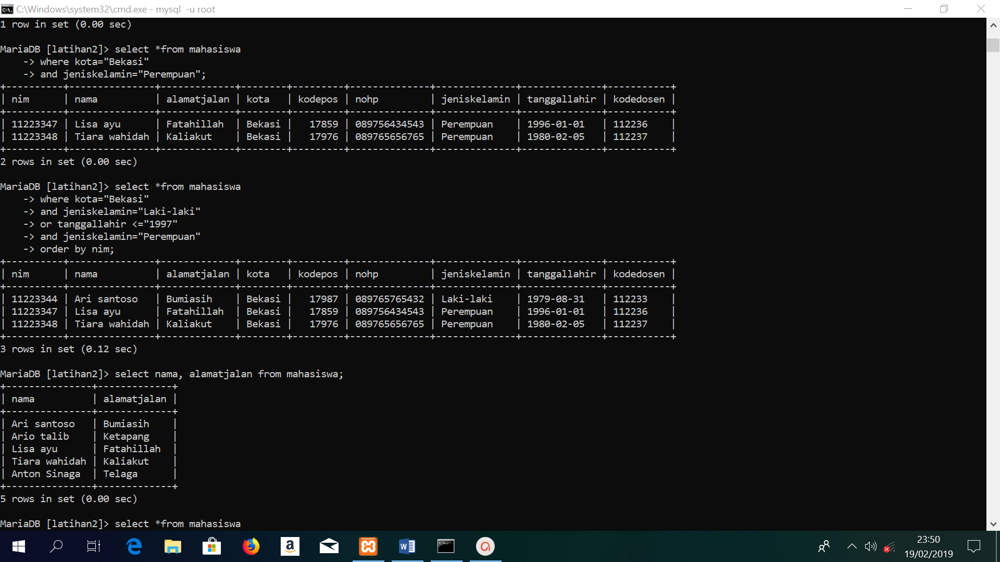 C:\Windows\system32\cmd.exe - mysql  -u root
1 row in set (0.00 sec)
MariaDB [latihan2]> select *from mahasiswa
    -> where kota="Bekasi"
    -> and jeniskelamin="Perempuan";
+----------+---------------+-------------+--------+---------+--------------+--------------+--------------+-----------+
| nim      | nama          | alamatjalan | kota   | kodepos | nohp         | jeniskelamin | tanggallahir | kodedosen |
+----------+---------------+-------------+--------+---------+--------------+--------------+--------------+-----------+
| 11223347 | Lisa ayu      | Fatahillah  | Bekasi |   17859 | 089756434543 | Perempuan    | 1996-01-01   | 112236    |
| 11223348 | Tiara wahidah | Kaliakut    | Bekasi |   17976 | 089765656765 | Perempuan    | 1980-02-05   | 112237    |
+----------+---------------+-------------+--------+---------+--------------+--------------+--------------+-----------+
2 rows in set (0.00 sec)
MariaDB [latihan2]> select *from mahasiswa
    -> where kota="Bekasi"
    -> and jeniskelamin="Laki-laki"
    -> or tanggallahir <="1997"
    -> and jeniskelamin="Perempuan"
    -> order by nim;
+----------+---------------+-------------+--------+---------+--------------+--------------+--------------+-----------+
| nim      | nama          | alamatjalan | kota   | kodepos | nohp         | jeniskelamin | tanggallahir | kodedosen |
+----------+---------------+-------------+--------+---------+--------------+--------------+--------------+-----------+
| 11223344 | Ari santoso   | Bumiasih    | Bekasi |   17987 | 089765765432 | Laki-laki    | 1979-08-31   | 112233    |
| 11223347 | Lisa ayu      | Fatahillah  | Bekasi |   17859 | 089756434543 | Perempuan    | 1996-01-01   | 112236    |
| 11223348 | Tiara wahidah | Kaliakut    | Bekasi |   17976 | 089765656765 | Perempuan    | 1980-02-05   | 112237    |
+----------+---------------+-------------+--------+---------+--------------+--------------+--------------+-----------+
3 rows in set (0.12 sec)
MariaDB [latihan2]> select nama, alamatjalan from mahasiswa;
+---------------+-------------+
| nama          | alamatjalan |
+---------------+-------------+
| Ari santoso   | Bumiasih    |
| Ario talib    | Ketapang    |
| Lisa ayu      | Fatahillah  |
| Tiara wahidah | Kaliakut    |
| Anton Sinaga  | Telaga      |
+---------------+-------------+
5 rows in set (0.00 sec)
MariaDB [latihan2]> select *from mahasiswa
23:50
19/02/2019